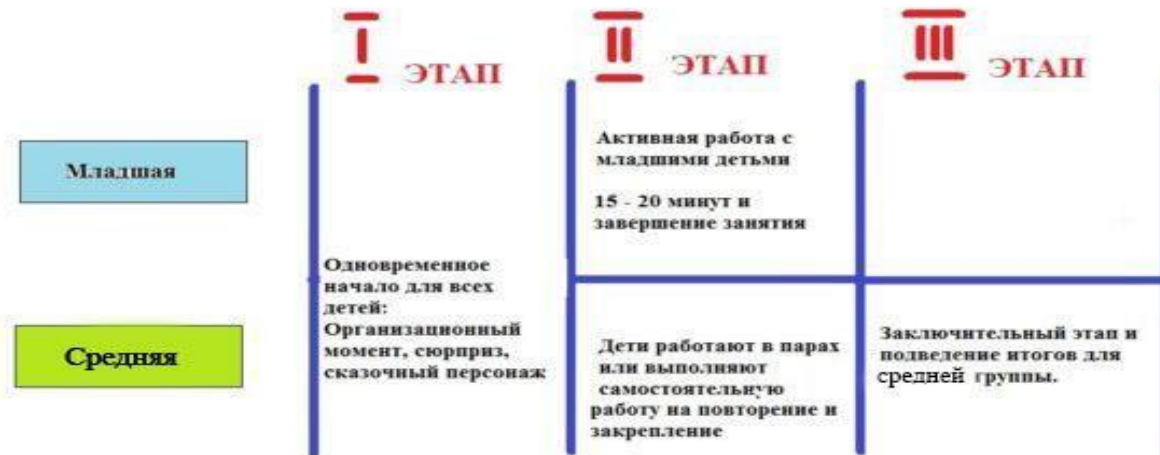 I ЭТАП
II ЭТАП
III ЭТАП
Младшая
Активная работа с
младшими детьми
15 - 20 минут и
завершение занятия
Средняя
Одновременное
начало для всех
детей:
Организационный
момент, сюрприз,
сказочный персонаж
Дети работают в парах
или выполняют
самостоятельную
работу на повторение и
закрепление
Заключительный этап и
подведение итогов для
средней группы.